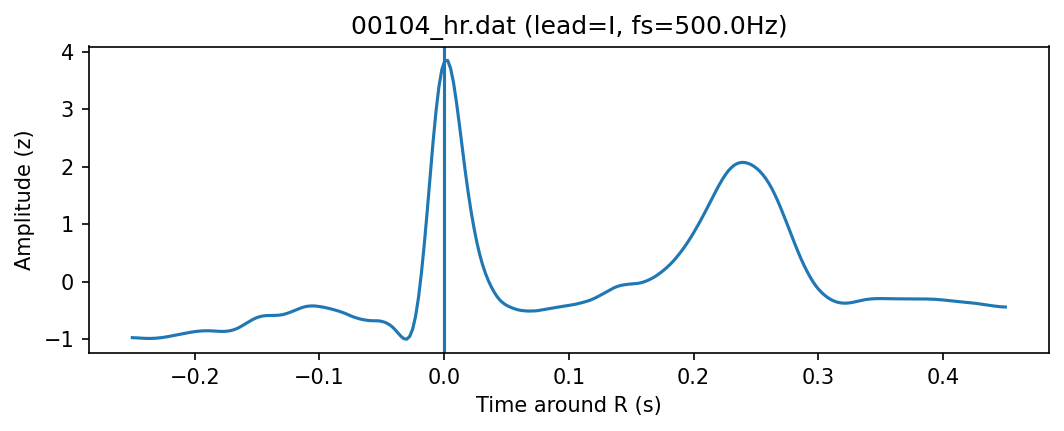 00104_hr.dat (lead=I, fs=500.0Hz)
4
3
2
1
0
−1
Amplitude (z)
−0.2 −0.1 0.0 0.1 0.2 0.3 0.4
Time around R (s)